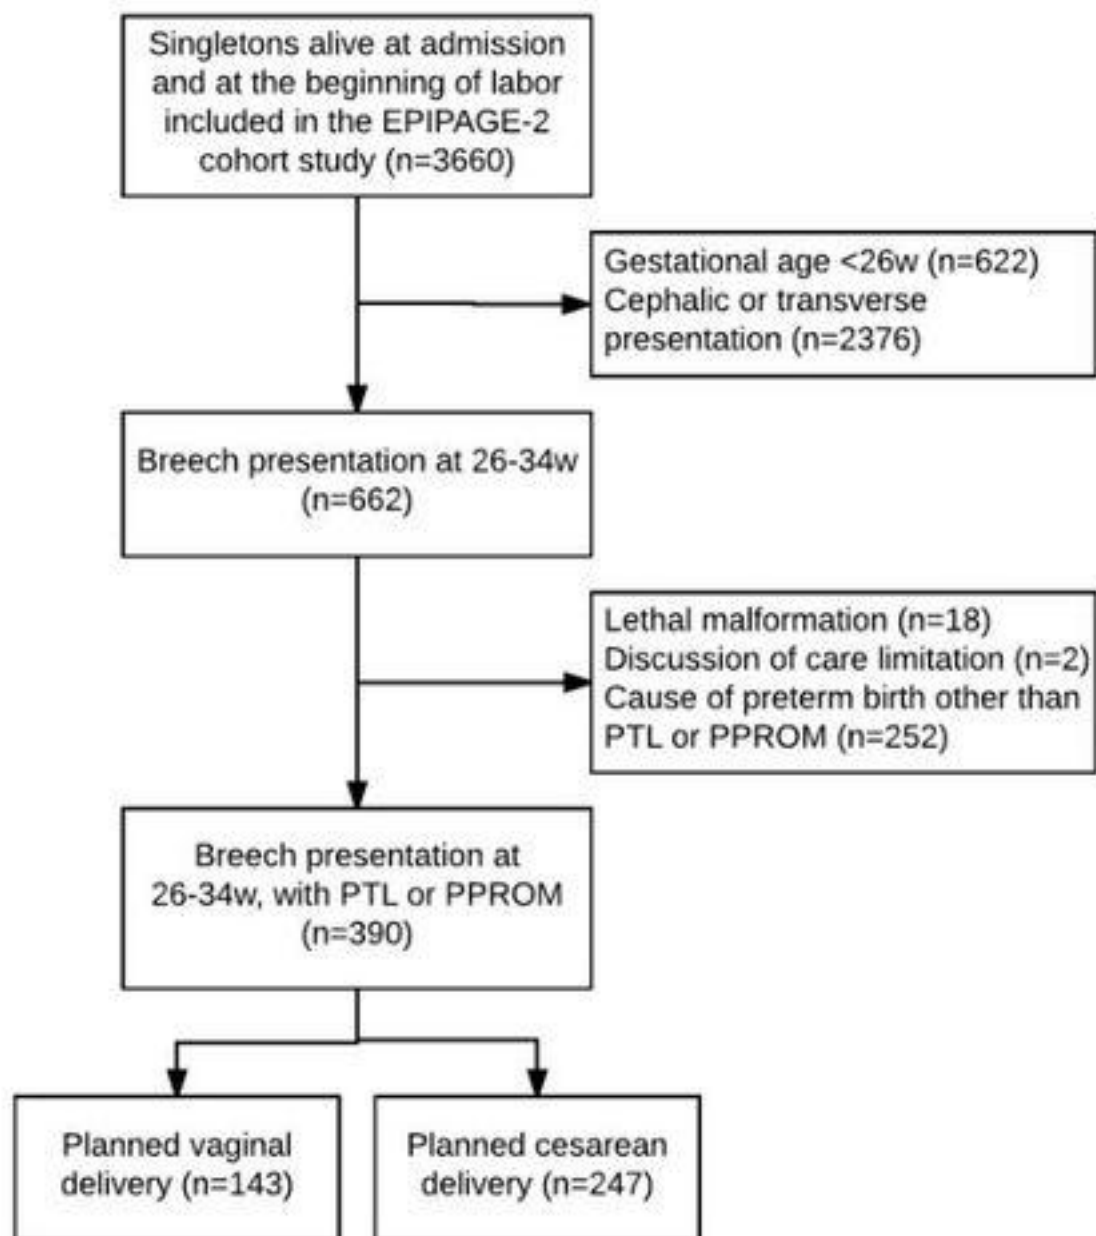 Singletons alive at admission
and at the beginning of labor
included in the EPIPAGE-2
cohort study (n=3660)
Gestational age <26w (n=622)
Cephalic or transverse
presentation (n=2376)
Breech presentation at 26-34w
(n=662)
Lethal malformation (n=18)
Discussion of care limitation (n=2)
Cause of preterm birth other than
PTL or PPROM (n=252)
Breech presentation at
26-34w, with PTL or PPROM
(n=390)
Planned vaginal
delivery (n=143)
Planned cesarean
delivery (n=247)